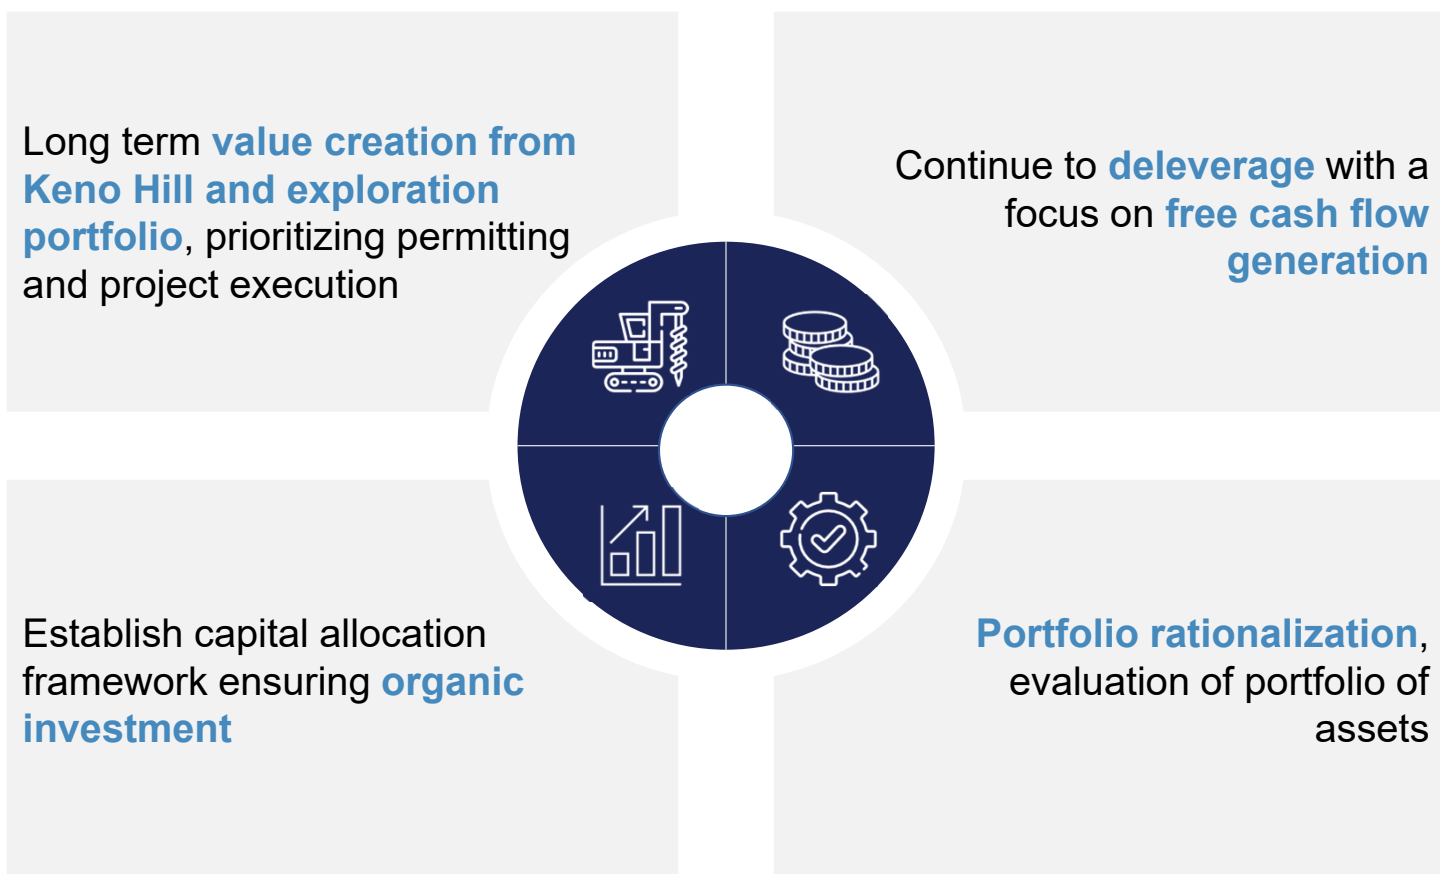 Long term value creation from
Keno Hill and exploration
portfolio, prioritizing permitting
and project execution
Continue to deleverage with a
focus on free cash flow
generation
Establish capital allocation
framework ensuring organic
investment
Portfolio rationalization,
evaluation of portfolio of
assets